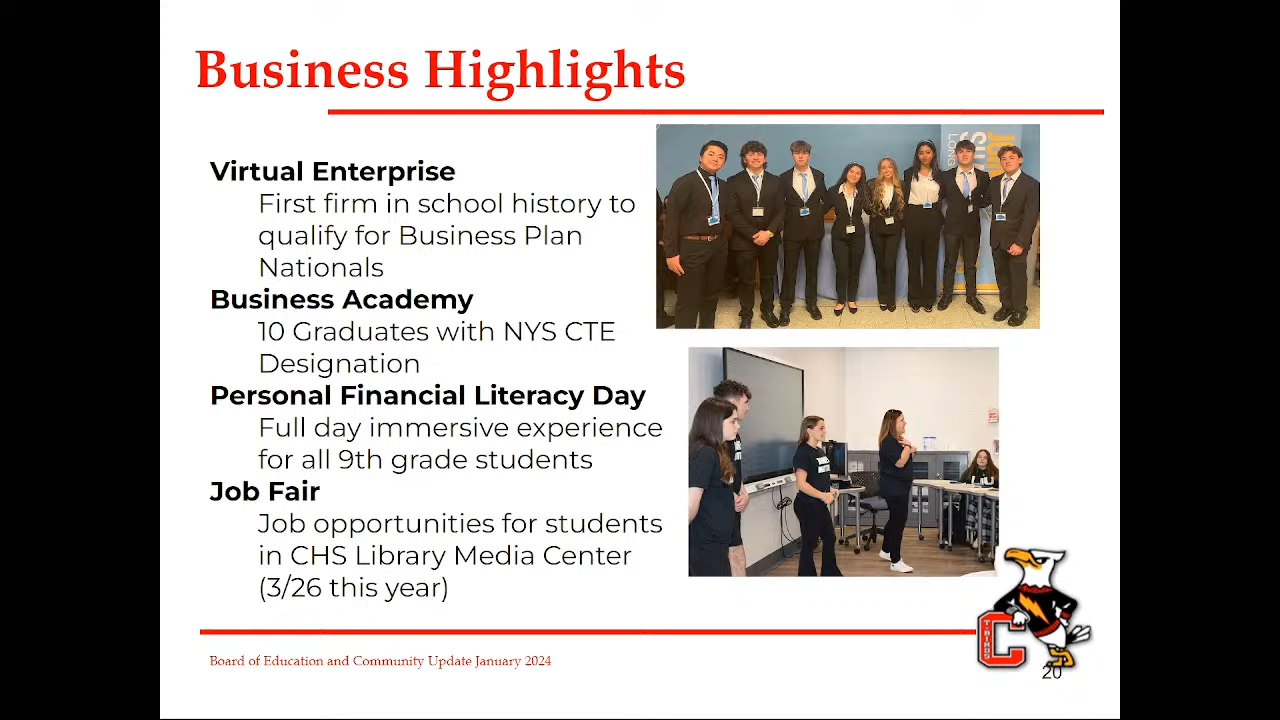 Business Highlights
Virtual Enterprise
First firm in school history to
qualify for Business Plan
Nationals
Business Academy
10 Graduates with NYS CTE
Designation
Personal Financial Literacy Day
Full day immersive experience
for all 9th grade students
Job Fair
Job opportunities for students
in CHS Library Media Center
(3/26 this year)
LONG
C
T-BIRDS
Board of Education and Community Update January 2024
20